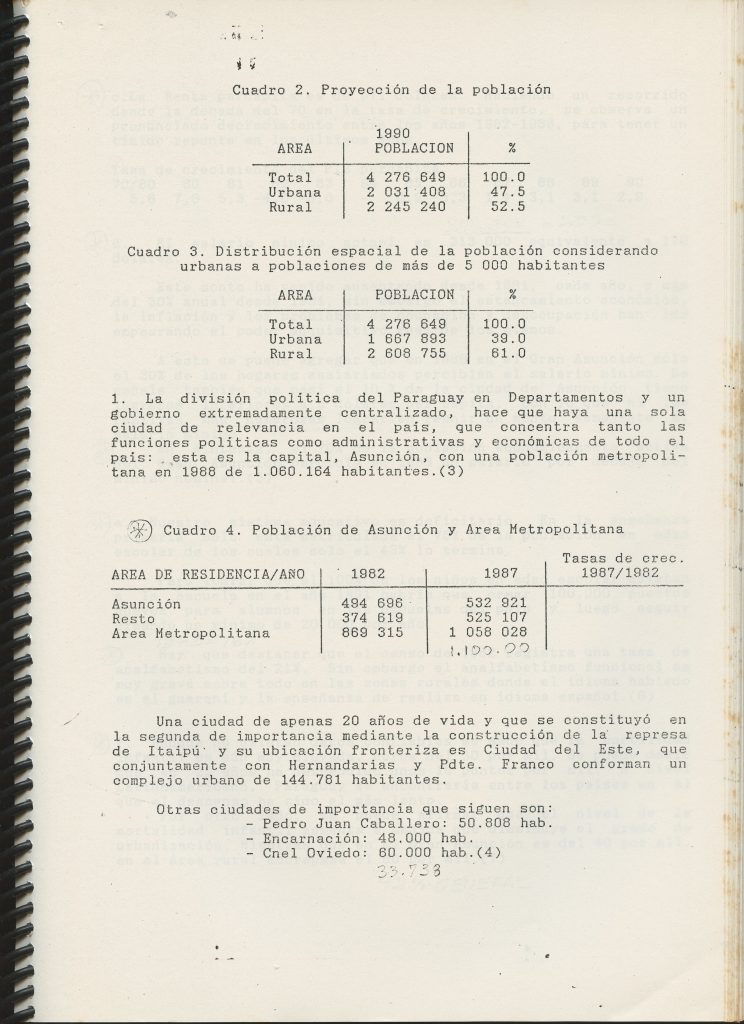 Cuadro 2. Proyección de la población
1990
AREA POBLACION %
Total 4 276 649 100.0
Urbana 2 031 408 47.5
Rural 2 245 240 52.5
Cuadro 3. Distribución espacial de la población considerando
urbanas a poblaciones de más de 5 000 habitantes
AREA POBLACION %
Total 4 276 649 100.0
Urbana 1 667 893 39.0
Rural 2 608 755 61.0
1. La división política del Paraguay en Departamentos y un
gobierno extremadamente centralizado, hace que haya una sola
ciudad de relevancia en el país, que concentra tanto las
funciones políticas como administrativas y económicas de todo el
país: esta es la capital, Asunción, con una población metropoli-
tana en 1988 de 1.060.164 habitantes.(3)
Cuadro 4. Población de Asunción y Area Metropolitana
Tasas de crec.
AREA DE RESIDENCIA/AÑO 1982 1987 1987/1982
Asunción 494 696 532 921
Resto 374 619 525 107
Area Metropolitana 869 315 1 058 028
1.100.00
Una ciudad de apenas 20 años de vida y que se constituyó en
la segunda de importancia mediante la construcción de la represa
de Itaipú y su ubicación fronteriza es Ciudad del Este, que
conjuntamente con Hernandarias y Pdte. Franco conforman un
complejo urbano de 144.781 habitantes.
Otras ciudades de importancia que siguen son:
- Pedro Juan Caballero: 50.808 hab.
- Encarnación: 48.000 hab.
- Cnel Oviedo: 60.000 hab.(4)
33.738